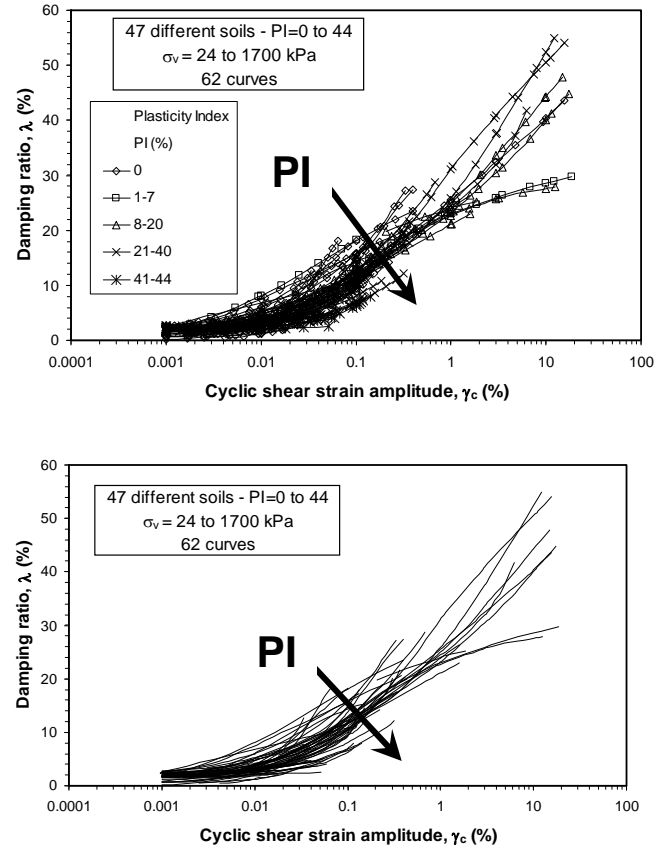 60
50
40
30
20
10
0
Damping ratio, λ (%)
47 different soils - PI=0 to 44
σv = 24 to 1700 kPa
62 curves
Plasticity Index
PI (%)
0
1-7
8-20
21-40
41-44
PI
0.0001 0.001 0.01 0.1 1 10 100
Cyclic shear strain amplitude, γc (%)
60
50
40
30
20
10
0
Damping ratio, λ (%)
47 different soils - PI=0 to 44
σv = 24 to 1700 kPa
62 curves
PI
0.0001 0.001 0.01 0.1 1 10 100
Cyclic shear strain amplitude, γc (%)